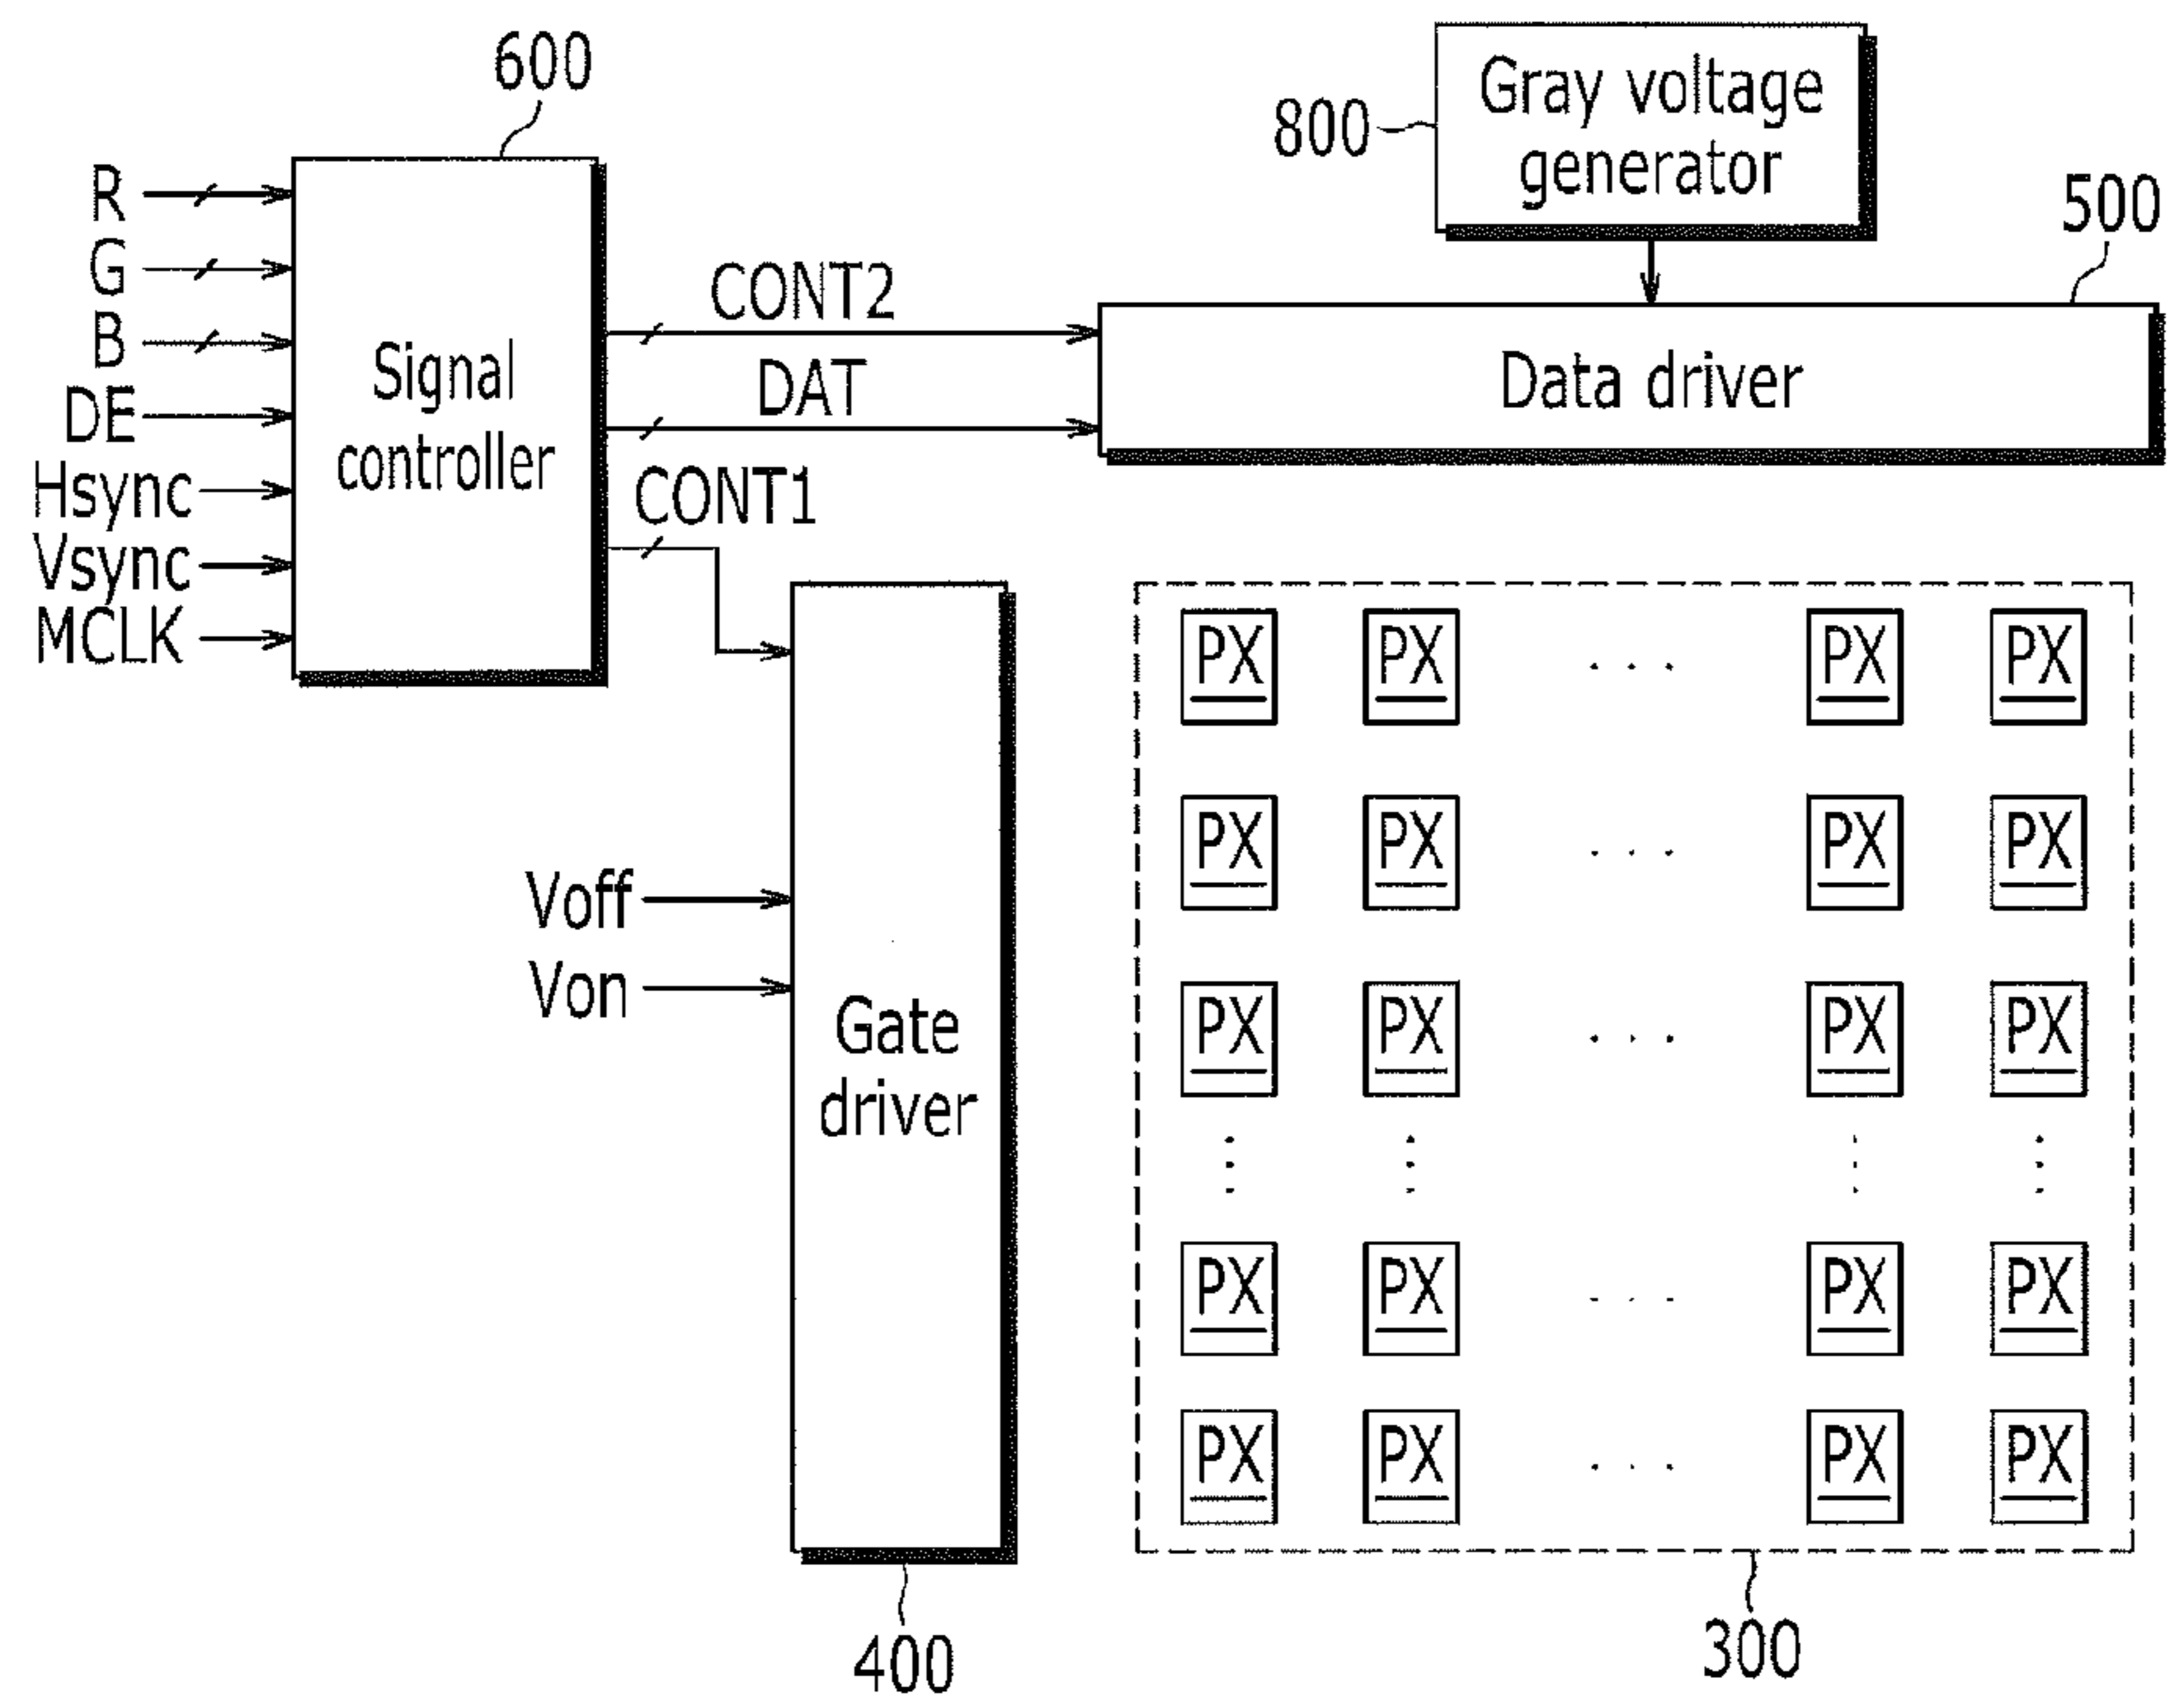 600
800
Gray voltage
generator
500
R
G
B
DE
Hsync
Vsync
MCLK
Signal
controller
CONT2
DAT
CONT1
Data driver
Voff
Von
Gate
driver
PX PX . . . PX PX
PX PX . . . PX PX
PX PX . . . PX PX
PX PX . . . PX PX
PX PX . . . PX PX
400
300